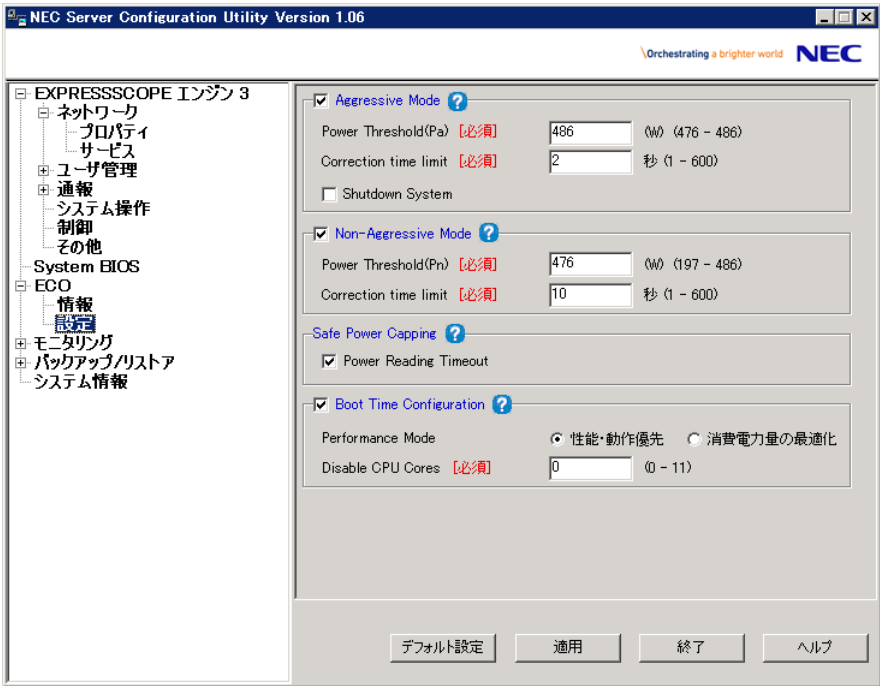 NEC Server Configuration Utility Version 1.06
\Orchestrating a brighter world NEC
EXPRESSSCOPE エンジン 3
ネットワーク
プロパティ
サービス
ユーザ管理
通報
システム操作
制御
その他
System BIOS
ECO
情報
設定
モニタリング
バックアップ/リストア
システム情報
Aggressive Mode ?
Power Threshold(Pa) [必須] 486 (W) (476 - 486)
Correction time limit [必須] 2 秒 (1 - 600)
Shutdown System
Non-Aggressive Mode ?
Power Threshold(Pn) [必須] 476 (W) (197 - 486)
Correction time limit [必須] 10 秒 (1 - 600)
Safe Power Capping ?
Power Reading Timeout
Boot Time Configuration ?
Performance Mode 性能・動作優先 消費電力量の最適化
Disable CPU Cores [必須] 0 (0 - 11)
デフォルト設定 適用 終了 ヘルプ